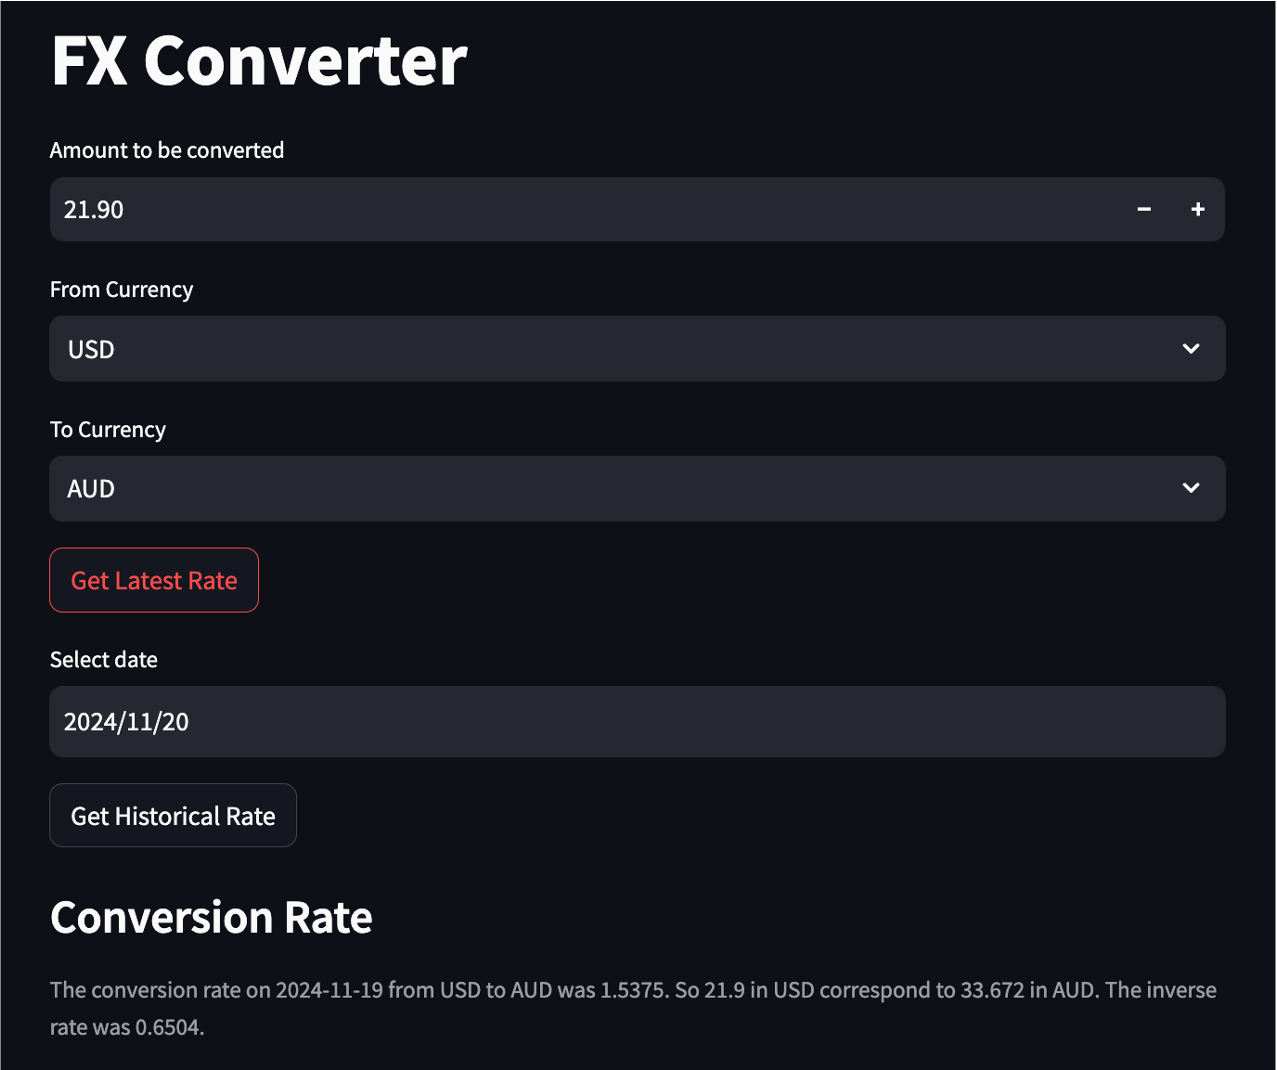 FX Converter
Amount to be converted
21.90
From Currency
USD
To Currency
AUD
Get Latest Rate
Select date
2024/11/20
Get Historical Rate
Conversion Rate
The conversion rate on 2024-11-19 from USD to AUD was 1.5375. So 21.9 in USD correspond to 33.672 in AUD. The inverse
rate was 0.6504.